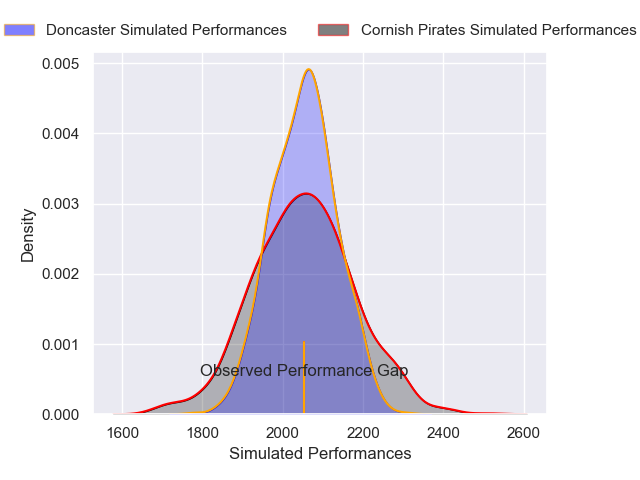 Doncaster Simulated Performances Cornish Pirates Simulated Performances
0.005
0.004
0.003
0.002
0.001
0.000
Density
Observed Performance Gap
1600 1800 2000 2200 2400 2600
Simulated Performances